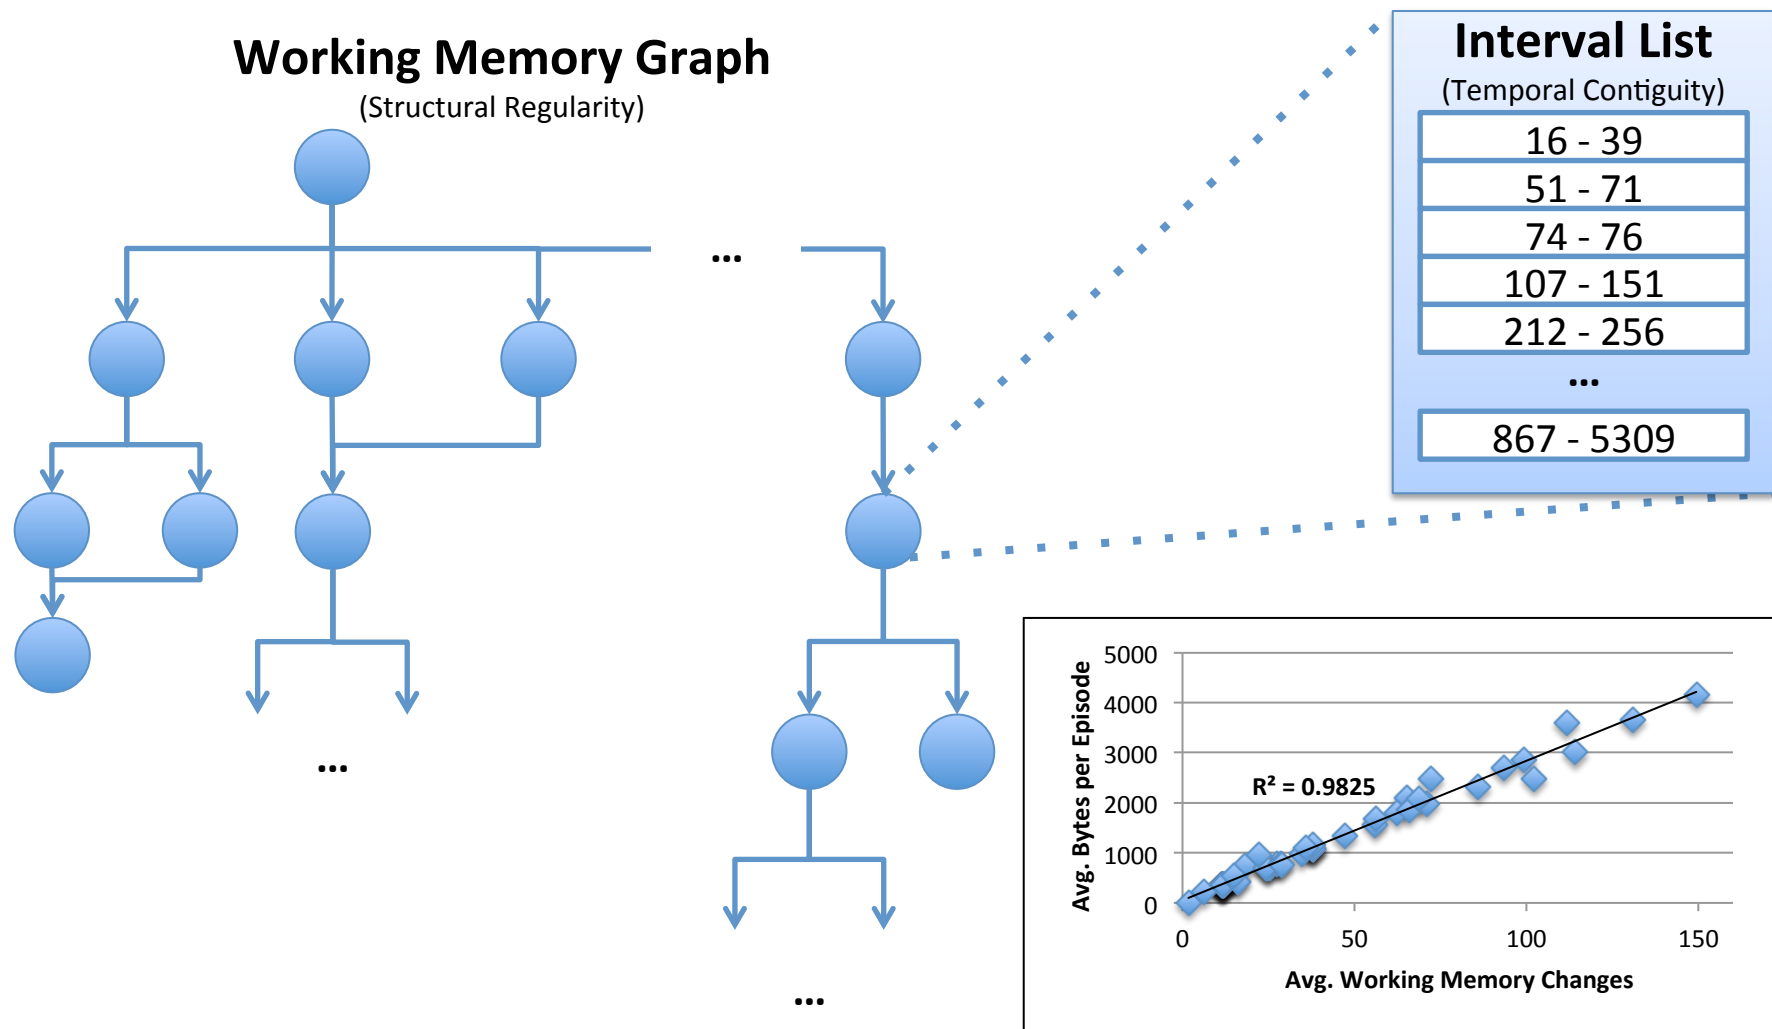 Working Memory Graph
(Structural Regularity)
...
...
...
Interval List
(Temporal Contiguity)
16 - 39
51 - 71
74 - 76
107 - 151
212 - 256
...
867 - 5309
Avg. Bytes per Episode
5000
4000
3000
2000
1000
0
R² = 0.9825
0 50 100 150
Avg. Working Memory Changes